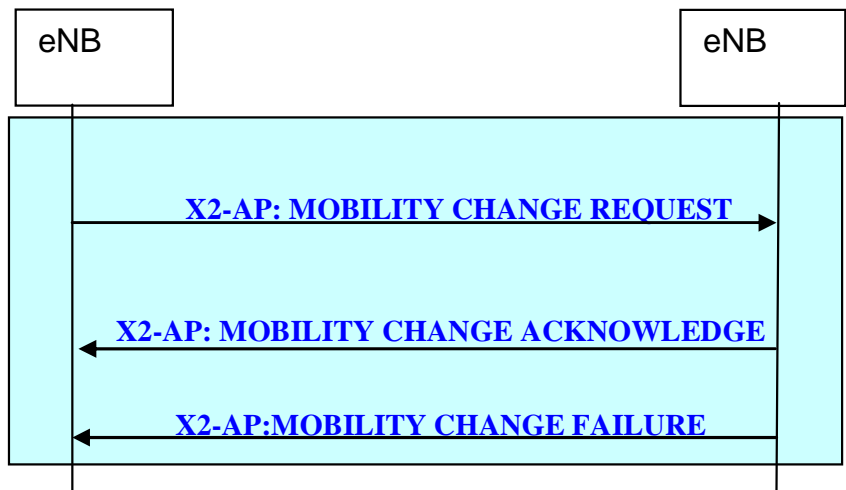 eNB
eNB
X2-AP: MOBILITY CHANGE REQUEST
X2-AP: MOBILITY CHANGE ACKNOWLEDGE
X2-AP:MOBILITY CHANGE FAILURE